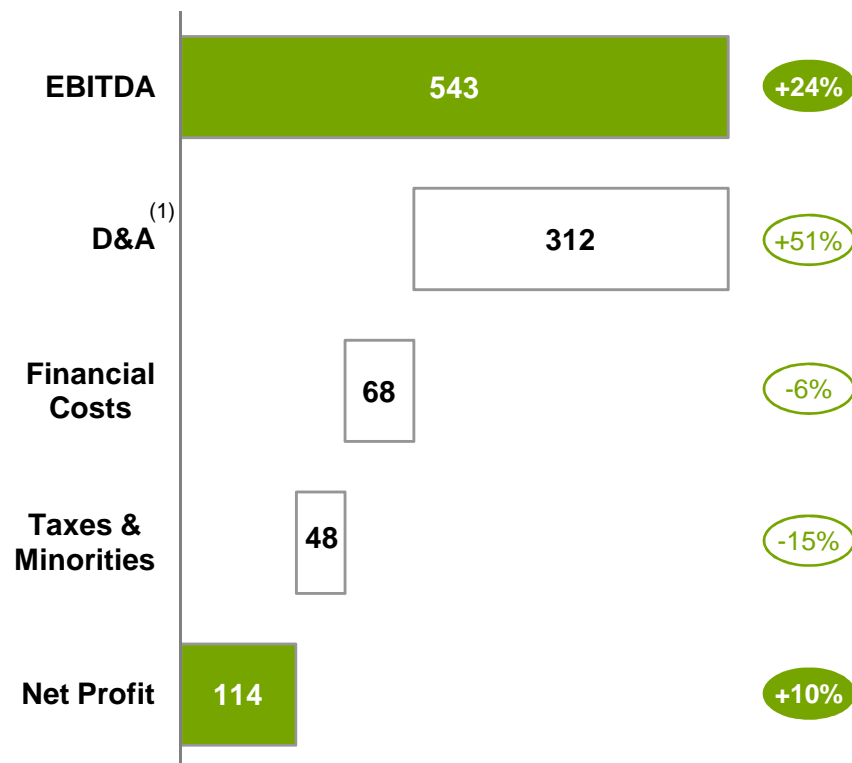 EBITDA 543 +24%
D&A (1) 312 +51%
Financial
Costs 68 -6%
Taxes &
Minorities 48 -15%
Net Profit 114 +10%